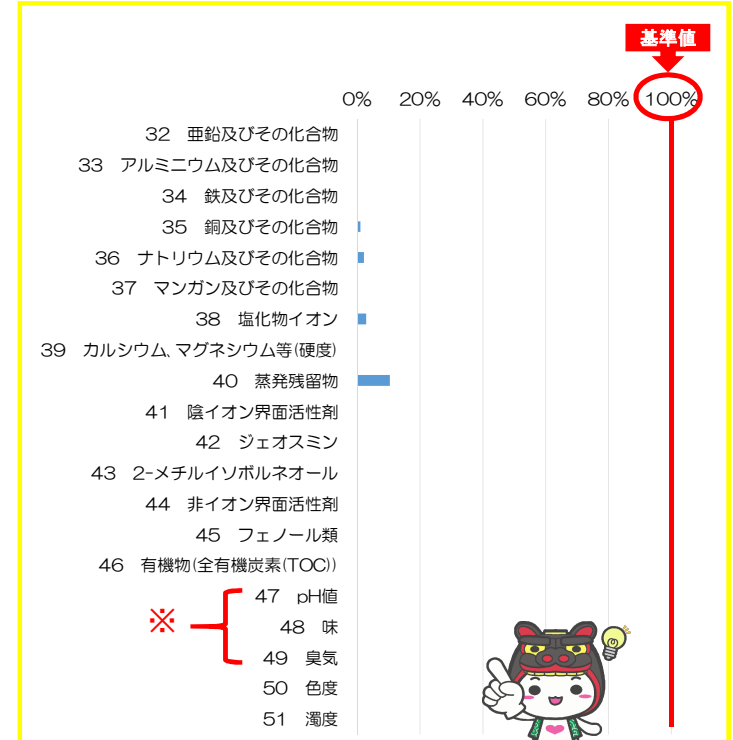 基準値
0% 20% 40% 60% 80% 100%
32 亜鉛及びその化合物
33 アルミニウム及びその化合物
34 鉄及びその化合物
35 銅及びその化合物
36 ナトリウム及びその化合物
37 マンガン及びその化合物
38 塩化物イオン
39 カルシウム、マグネシウム等(硬度)
40 蒸発残留物
41 陰イオン界面活性剤
42 ジェオスミン
43 2-メチルイソボルネオール
44 非イオン界面活性剤
45 フェノール類
46 有機物(全有機炭素(TOC))
47 pH値
※ 48 味
49 臭気
50 色度
51 濁度